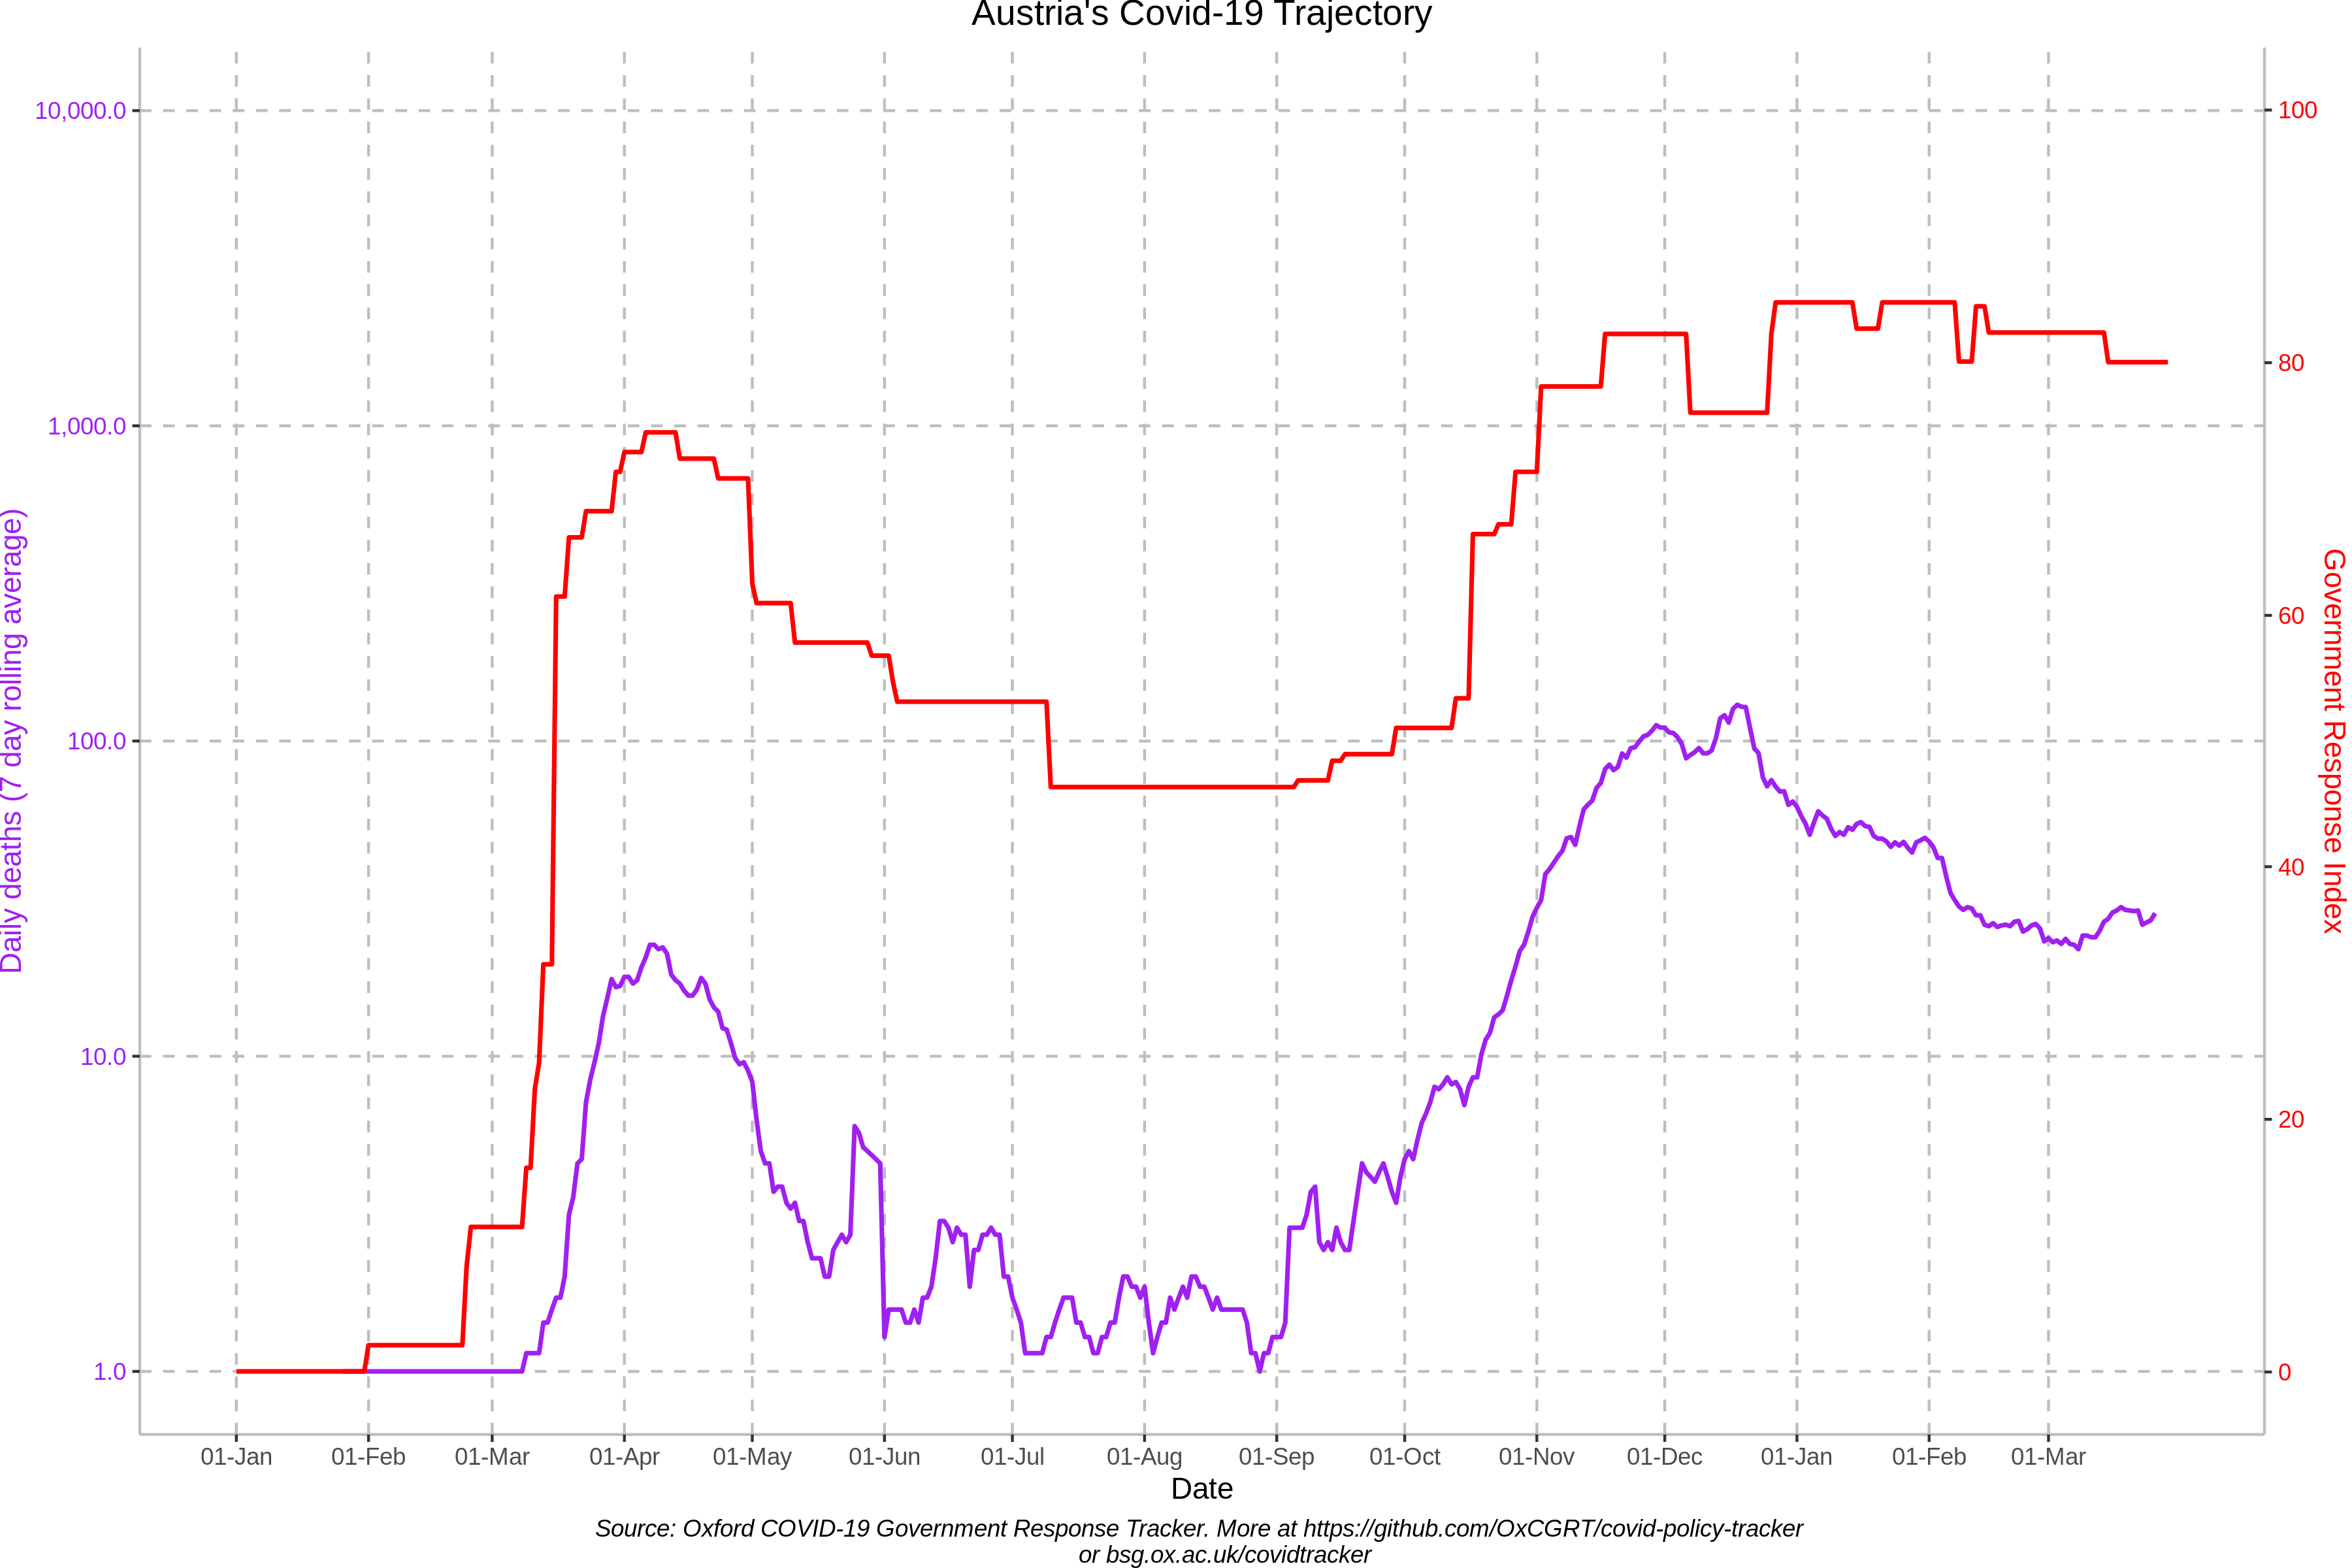 Austria's Covid-19 Trajectory
10,000.0
1,000.0
100.0
10.0
1.0
Daily deaths (7 day rolling average)
100
80
60
40
20
0
Government Response Index
01-Jan 01-Feb 01-Mar 01-Apr 01-May 01-Jun 01-Jul 01-Aug 01-Sep 01-Oct 01-Nov 01-Dec 01-Jan 01-Feb 01-Mar
Date
Source: Oxford COVID-19 Government Response Tracker. More at https://github.com/OxCGRT/covid-policy-tracker
or bsg.ox.ac.uk/covidtracker